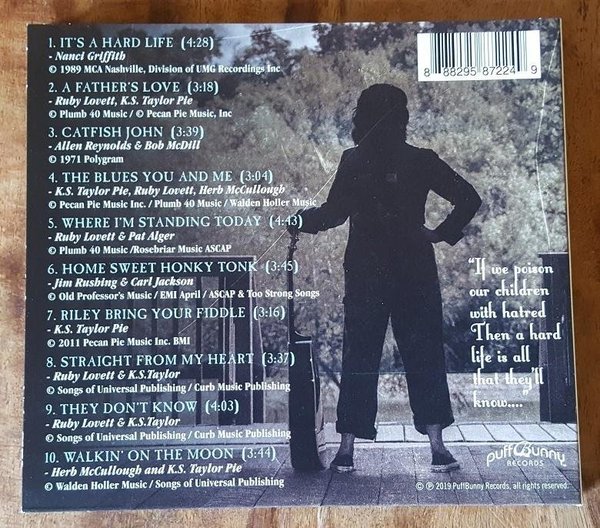 1. IT'S A HARD LIFE (4:28)
- Nanci Griffith
© 1989 MCA Nashville, Division of UMG Recordings Inc
2. A FATHER'S LOVE (3:18)
- Ruby Lovett, K.S. Taylor Pie
© Plumb 40 Music / © Pecan Pie Music, Inc
3. CATFISH JOHN (3:39)
- Allen Reynolds & Bob McDill
© 1971 Polygram
4. THE BLUES YOU AND ME (3:04)
- K.S. Taylor Pie, Ruby Lovett, Herb McCullough
© Pecan Pie Music Inc. / Plumb 40 Music / Walden Holler Music
5. WHERE I'M STANDING TODAY (4:43)
- Ruby Lovett & Pat Alger
© Plumb 40 Music /Rosebriar Music ASCAP
6. HOME SWEET HONKY TONK (3:45)
- Jim Rushing & Carl Jackson
© Old Professor's Music / EMI April / ASCAP & Too Strong Songs
7. RILEY BRING YOUR FIDDLE (3:16)
- K.S. Taylor Pie
© 2011 Pecan Pie Music Inc. BMI
8. STRAIGHT FROM MY HEART (3:37)
- Ruby Lovett & K.S.Taylor
© Songs of Universal Publishing / Curb Music Publishing
9. THEY DON'T KNOW (4:03)
- Ruby Lovett & K.S.Taylor
© Songs of Universal Publishing / Curb Music Publishing
10. WALKIN' ON THE MOON (3:44)
- Herb McCullough and K.S. Taylor Pie
© Walden Holler Music / Songs of Universal Publishing
8 88295 87224 9
"If we poison
our children
with hatred
Then a hard
life is all
that they'll
know...."
puffBunny
RECORDS
© ℗ 2019 PuffBunny Records, all rights reserved.